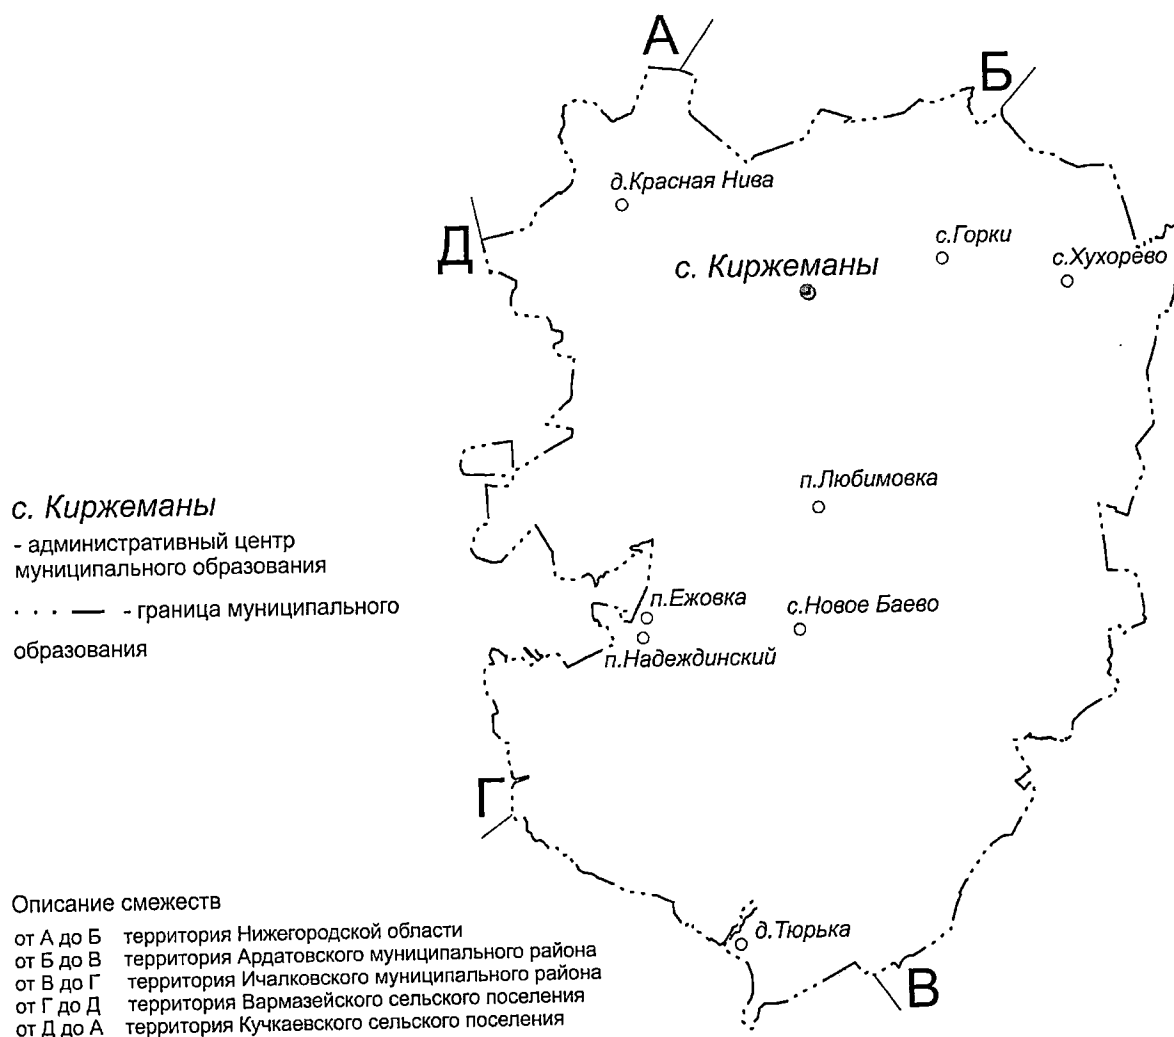 А
Б
д.Красная Нива
Д
с.Горки
с. Киржеманы
с.Хухорево
п.Любимовка
с. Киржеманы
- административный центр
муниципального образования
. . . — - граница муниципального
образования
п.Ежовка
с.Новое Баево
п.Надеждинский
Г
Описание смежеств
от А до Б территория Нижегородской области
от Б до В территория Ардатовского муниципального района
от В до Г территория Ичалковского муниципального района
от Г до Д территория Вармазейского сельского поселения
от Д до А территория Кучкаевского сельского поселения
д.Тюрька
В